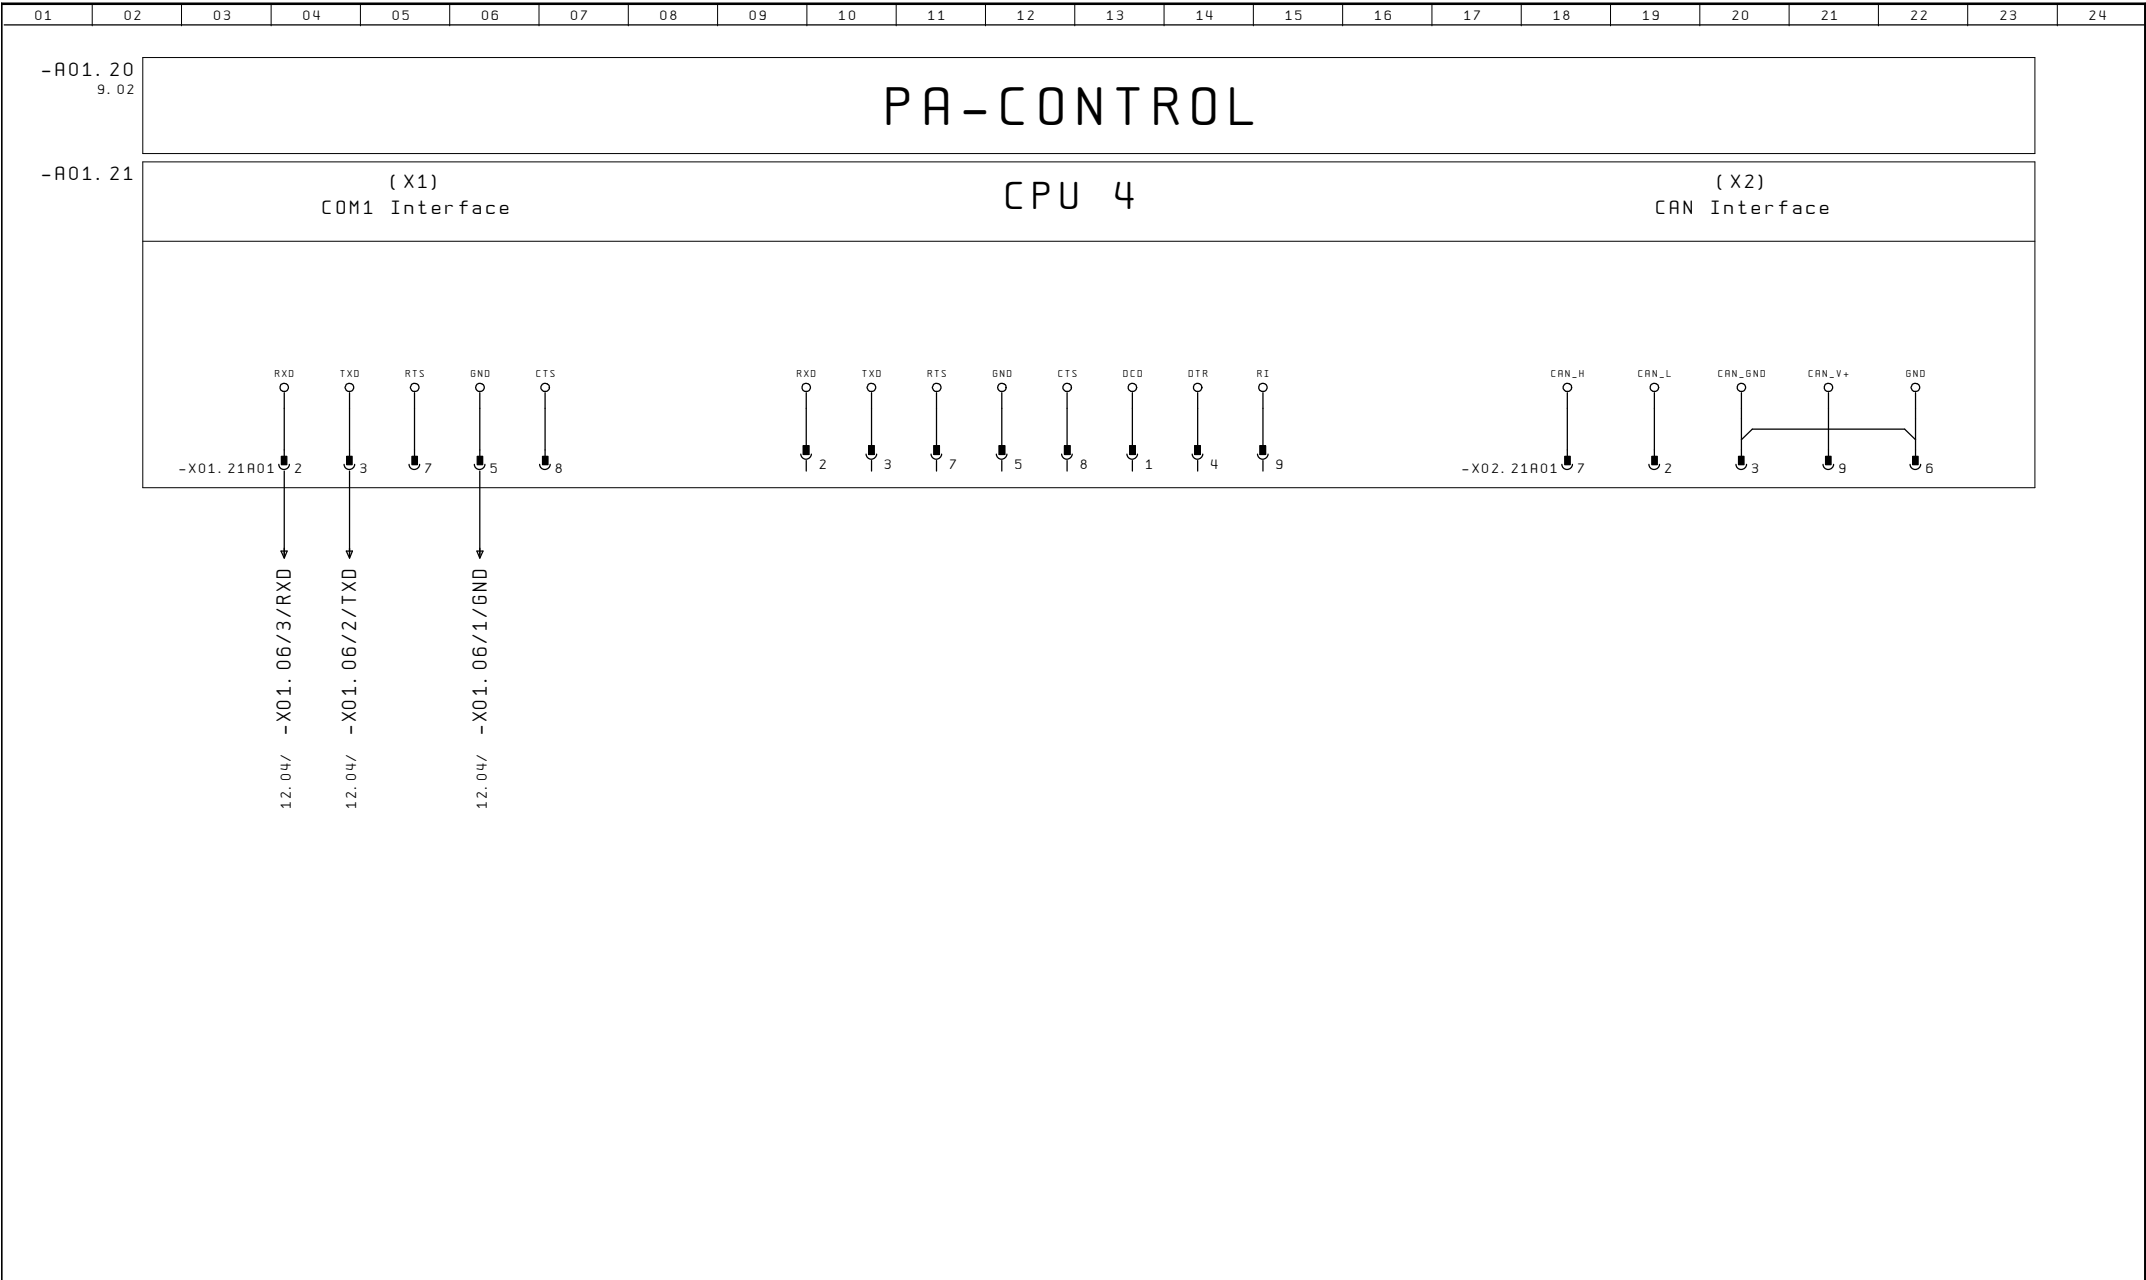 01 02 03 04 05 06 07 08 09 10 11 12 13 14 15 16 17 18 19 20 21 22 23 24
-A01.20
9.02
PA-CONTROL
-A01.21
(X1)
COM1 Interface
CPU 4
(X2)
CAN Interface
RXD TXD RTS GND CTS
RXD TXD RTS GND CTS DCD DTR RI
CAN_H CAN_L CAN_GND CAN_V+ GND
-X01.21A01 2 3 7 5 8
2 3 7 5 8 1 4 9
-X02.21A01 7 2 3 9 6
12.04/ -X01.06/3/RXD
12.04/ -X01.06/2/TXD
12.04/ -X01.06/1/GND